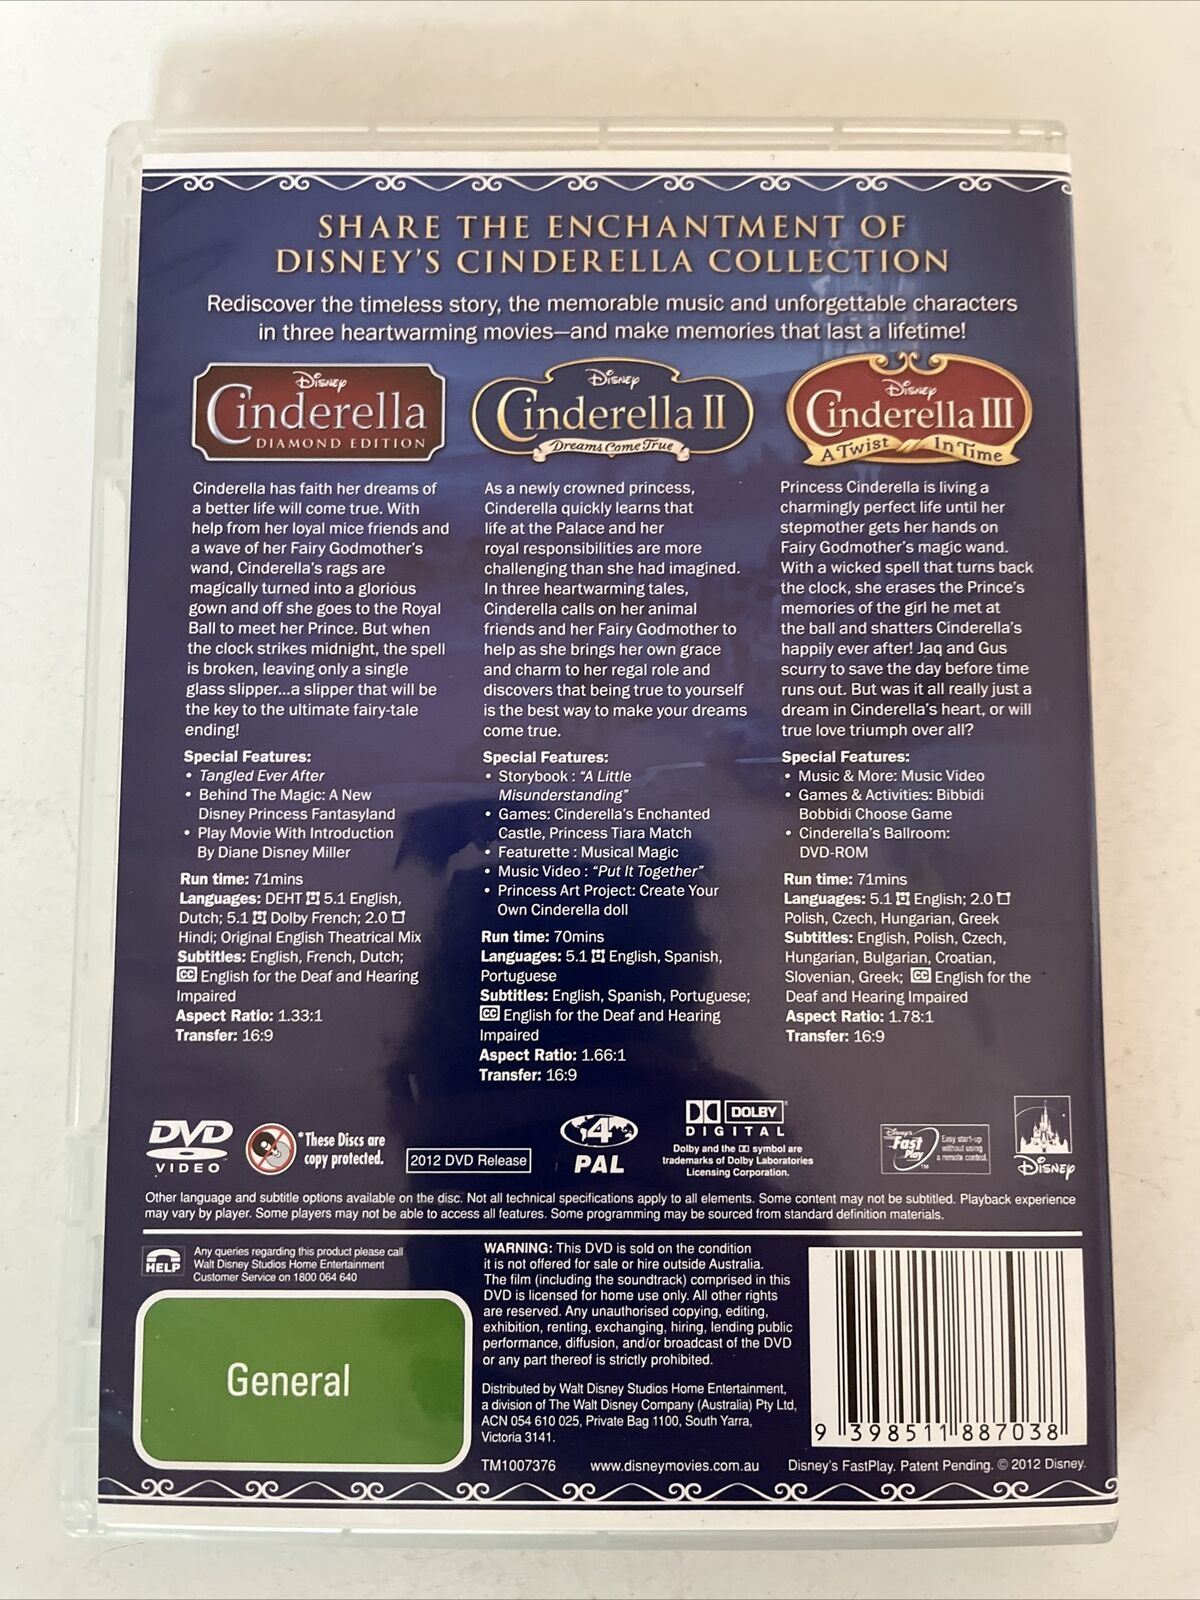 SHARE THE ENCHANTMENT OF
DISNEY'S CINDERELLA COLLECTION
Rediscover the timeless story, the memorable music and unforgettable characters
in three heartwarming movies—and make memories that last a lifetime!
Disney
Cinderella
DIAMOND EDITION
Cinderella has faith her dreams of
a better life will come true. With
help from her loyal mice friends and
a wave of her Fairy Godmother's
wand, Cinderella's rags are
magically turned into a glorious
gown and off she goes to the Royal
Ball to meet her Prince. But when
the clock strikes midnight, the spell
is broken, leaving only a single
glass slipper...a slipper that will be
the key to the ultimate fairy-tale
ending!
Special Features:
• Tangled Ever After
• Behind The Magic: A New
Disney Princess Fantasyland
• Play Movie With Introduction
By Diane Disney Miller
Run time: 71mins
Languages: DEHT 5.1 English,
Dutch; 5.1 Dolby French; 2.0
Hindi; Original English Theatrical Mix
Subtitles: English, French, Dutch;
CC English for the Deaf and Hearing
Impaired
Aspect Ratio: 1.33:1
Transfer: 16:9
Disney
Cinderella II
Dreams Come True
As a newly crowned princess,
Cinderella quickly learns that
life at the Palace and her
royal responsibilities are more
challenging than she had imagined.
In three heartwarming tales,
Cinderella calls on her animal
friends and her Fairy Godmother to
help as she brings her own grace
and charm to her regal role and
discovers that being true to yourself
is the best way to make your dreams
come true.
Special Features:
• Storybook : "A Little
Misunderstanding"
• Games: Cinderella's Enchanted
Castle, Princess Tiara Match
• Featurette : Musical Magic
• Music Video : "Put It Together"
• Princess Art Project: Create Your
Own Cinderella doll
Run time: 70mins
Languages: 5.1 English, Spanish,
Portuguese
Subtitles: English, Spanish, Portuguese;
CC English for the Deaf and Hearing
Impaired
Aspect Ratio: 1.66:1
Transfer: 16:9
Disney
Cinderella III
A Twist In Time
Princess Cinderella is living a
charmingly perfect life until her
stepmother gets her hands on
Fairy Godmother's magic wand.
With a wicked spell that turns back
the clock, she erases the Prince's
memories of the girl he met at
the ball and shatters Cinderella's
happily ever after! Jaq and Gus
scurry to save the day before time
runs out. But was it all really just a
dream in Cinderella's heart, or will
true love triumph over all?
Special Features:
• Music & More: Music Video
• Games & Activities: Bibbidi
Bobbidi Choose Game
• Cinderella's Ballroom:
DVD-ROM
Run time: 71mins
Languages: 5.1 English; 2.0
Polish, Czech, Hungarian, Greek
Subtitles: English, Polish, Czech,
Hungarian, Bulgarian, Croatian,
Slovenian, Greek; CC English for the
Deaf and Hearing Impaired
Aspect Ratio: 1.78:1
Transfer: 16:9
DVD
VIDEO
*These Discs are
copy protected.
2012 DVD Release
4
PAL
DOLBY
DIGITAL
Dolby and the symbol are
trademarks of Dolby Laboratories
Licensing Corporation.
Disney's
Fast
Play
TM
Easy start-up
without using
a remote control.
Disney
Other language and subtitle options available on the disc. Not all technical specifications apply to all elements. Some content may not be subtitled. Playback experience
may vary by player. Some players may not be able to access all features. Some programming may be sourced from standard definition materials.
HELP
Any queries regarding this product please call
Walt Disney Studios Home Entertainment
Customer Service on 1800 064 640
General
WARNING: This DVD is sold on the condition
it is not offered for sale or hire outside Australia.
The film (including the soundtrack) comprised in this
DVD is licensed for home use only. All other rights
are reserved. Any unauthorised copying, editing,
exhibition, renting, exchanging, hiring, lending public
performance, diffusion, and/or broadcast of the DVD
or any part thereof is strictly prohibited.
Distributed by Walt Disney Studios Home Entertainment,
a division of The Walt Disney Company (Australia) Pty Ltd,
ACN 054 610 025, Private Bag 1100, South Yarra,
Victoria 3141.
9 398511 887038
TM1007376 www.disneymovies.com.au Disney's FastPlay. Patent Pending. © 2012 Disney.